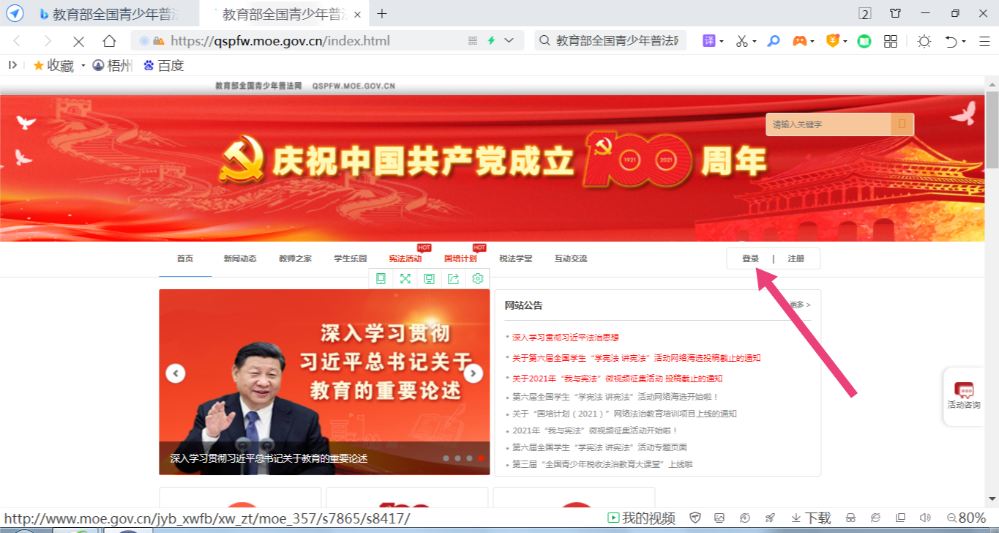 教育部全国青少年普法
教育部全国青少年普法
2
https://qspfw.moe.gov.cn/index.html
教育部全国青少年普法
译
收藏
梧州
百度
教育部全国青少年普法网 QSPFW.MOE.GOV.CN
请输入关键字
庆祝中国共产党成立100周年
1921 2021
HOT HOT
首页 新闻动态 教师之家 学生乐园 宪法活动 国培计划 税法学堂 互动交流
登录 | 注册
深入学习贯彻
习近平总书记关于
教育的重要论述
深入学习贯彻习近平总书记关于教育的重要论述
网站公告
更多 >
深入学习贯彻习近平法治思想
关于第六届全国学生“学宪法 讲宪法”活动网络海选投稿截止的通知
关于2021年“我与宪法”微视频征集活动 投稿截止的通知
第六届全国学生“学宪法 讲宪法”活动网络海选开始啦！
关于“国培计划（2021）”网络法治教育培训项目上线的通知
2021年“我与宪法”微视频征集活动开始啦！
第六届全国学生“学宪法 讲宪法”活动专题页面
第三届“全国青少年税收法治教育大课堂”上线啦
活动咨询
http://www.moe.gov.cn/jyb_xwfb/xw_zt/moe_357/s7865/s8417/
我的视频
下载
80%